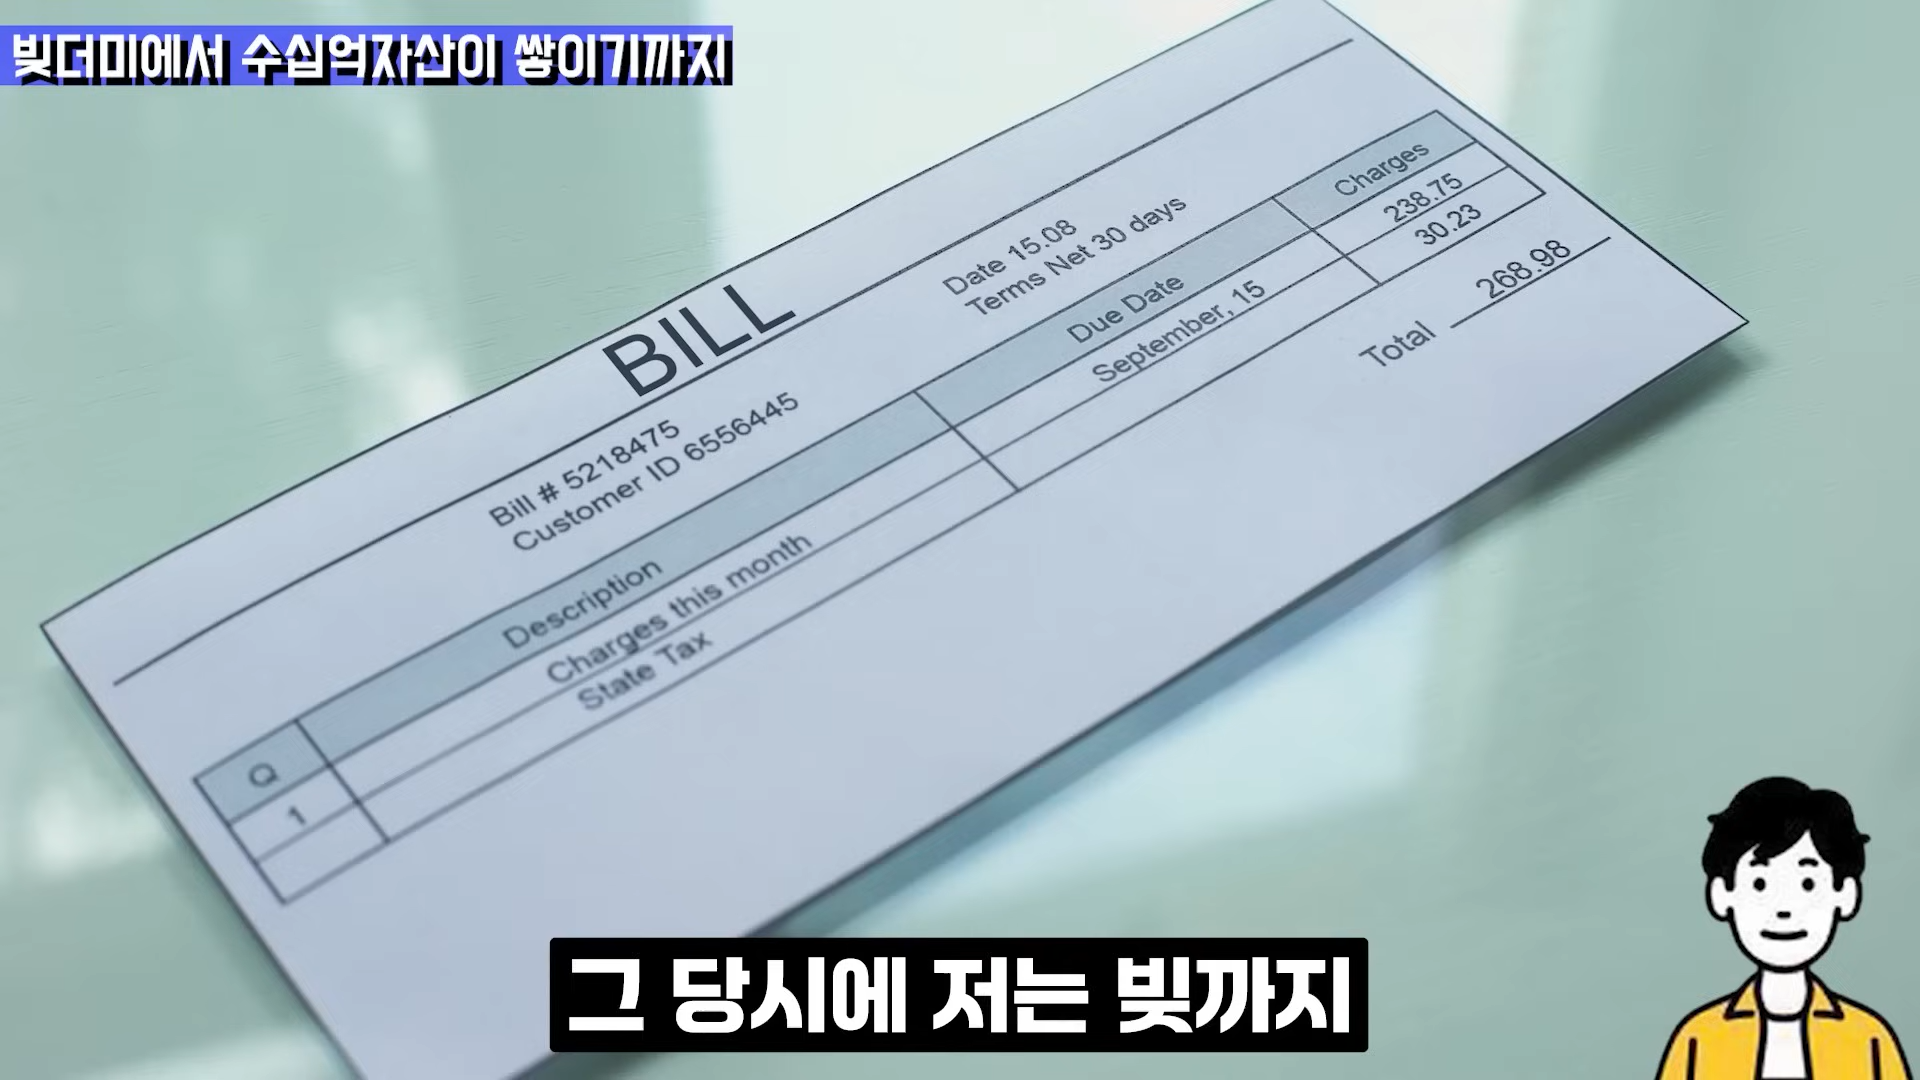 빚더미에서 수십억자산이 쌓이기까지
BILL
Bill # 5218475
Customer ID 6556445
Date 15.08
Terms Net 30 days
Q Description Due Date Charges
1 Charges this month September, 15 238.75
State Tax 30.23
Total 268.98
그 당시에 저는 빚까지